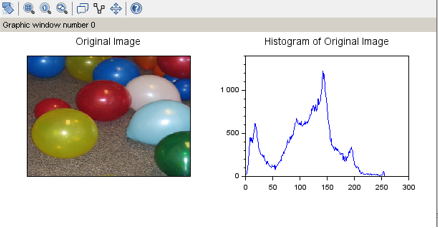 Graphic window number 0
Original Image
Histogram of Original Image
1 000
500
0
0 50 100 150 200 250 300